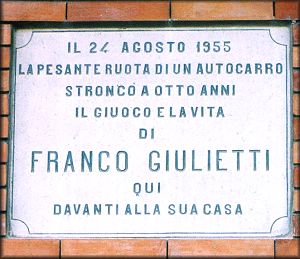 IL 24 AGOSTO 1955
LA PESANTE RUOTA DI UN AUTOCARRO
STRONCÒ A OTTO ANNI
IL GIUOCO E LA VITA
DI
FRANCO GIULIETTI
QUI
DAVANTI ALLA SUA CASA